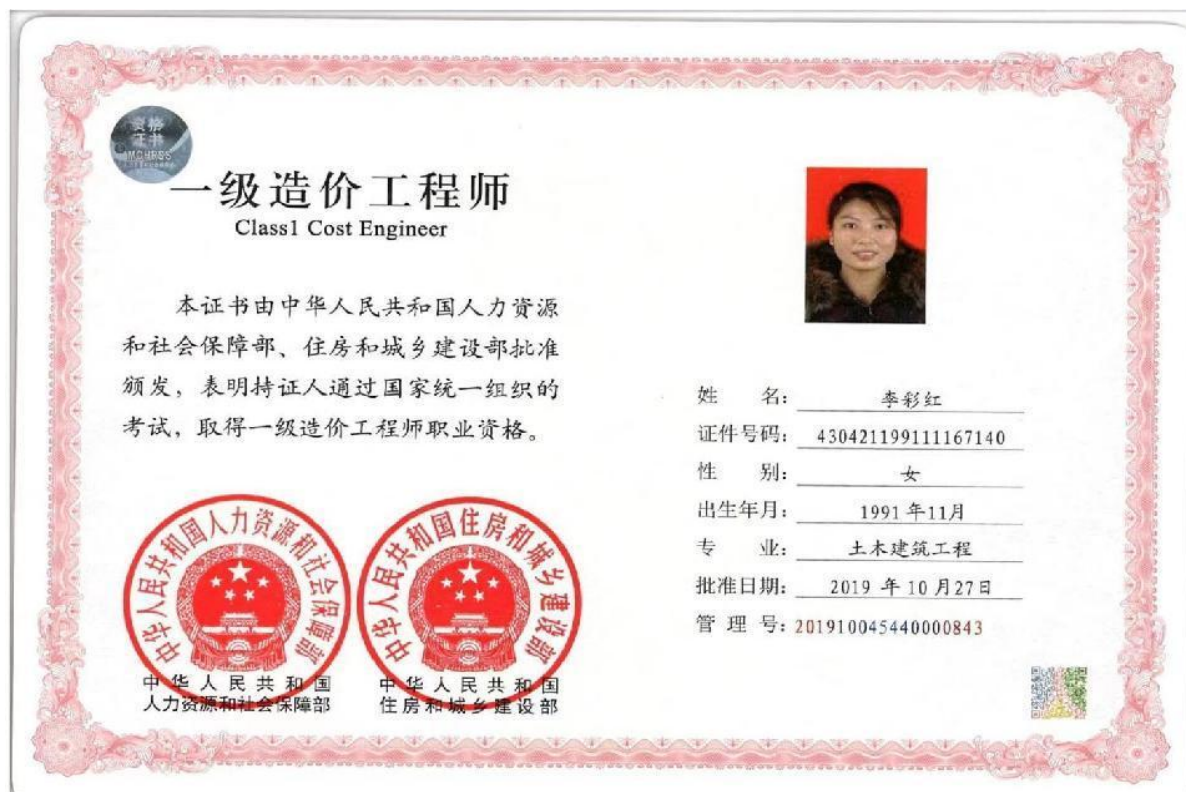 资格
证书
MOHRSS
一级造价工程师
Class1 Cost Engineer
本证书由中华人民共和国人力资源
和社会保障部、住房和城乡建设部批准
颁发，表明持证人通过国家统一组织的
考试，取得一级造价工程师职业资格。
中华人民共和国人力资源和社会保障部
中华人民共和国住房和城乡建设部
中华人民共和国
人力资源和社会保障部
中华人民共和国
住房和城乡建设部
姓 名： 李彩红
证件号码： 430421199111167140
性 别： 女
出生年月： 1991年11月
专 业： 土木建筑工程
批准日期： 2019年10月27日
管 理 号： 201910045440000843